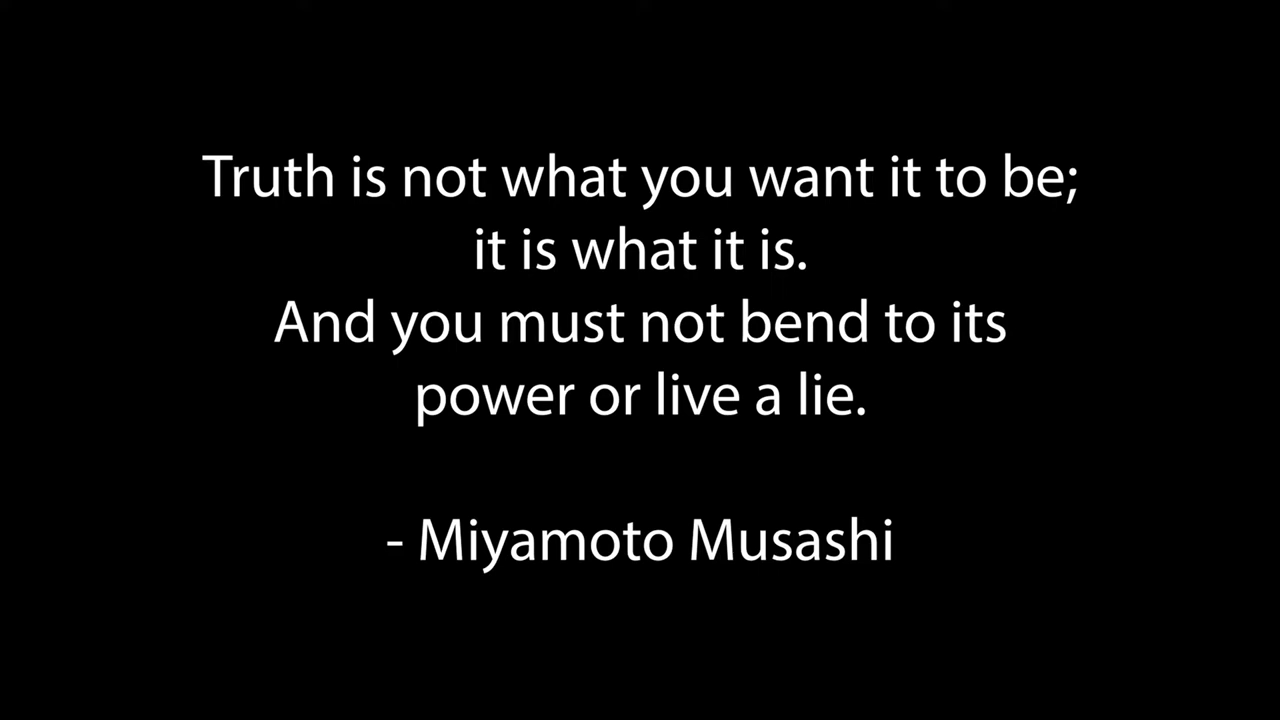 Truth is not what you want it to be;
it is what it is.
And you must not bend to its
power or live a lie.
- Miyamoto Musashi